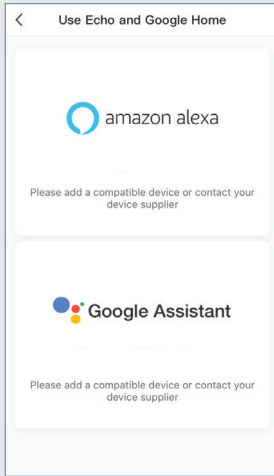 Use Echo and Google Home
amazon alexa
Please add a compatible device or contact your
device supplier
Google Assistant
Please add a compatible device or contact your
device supplier